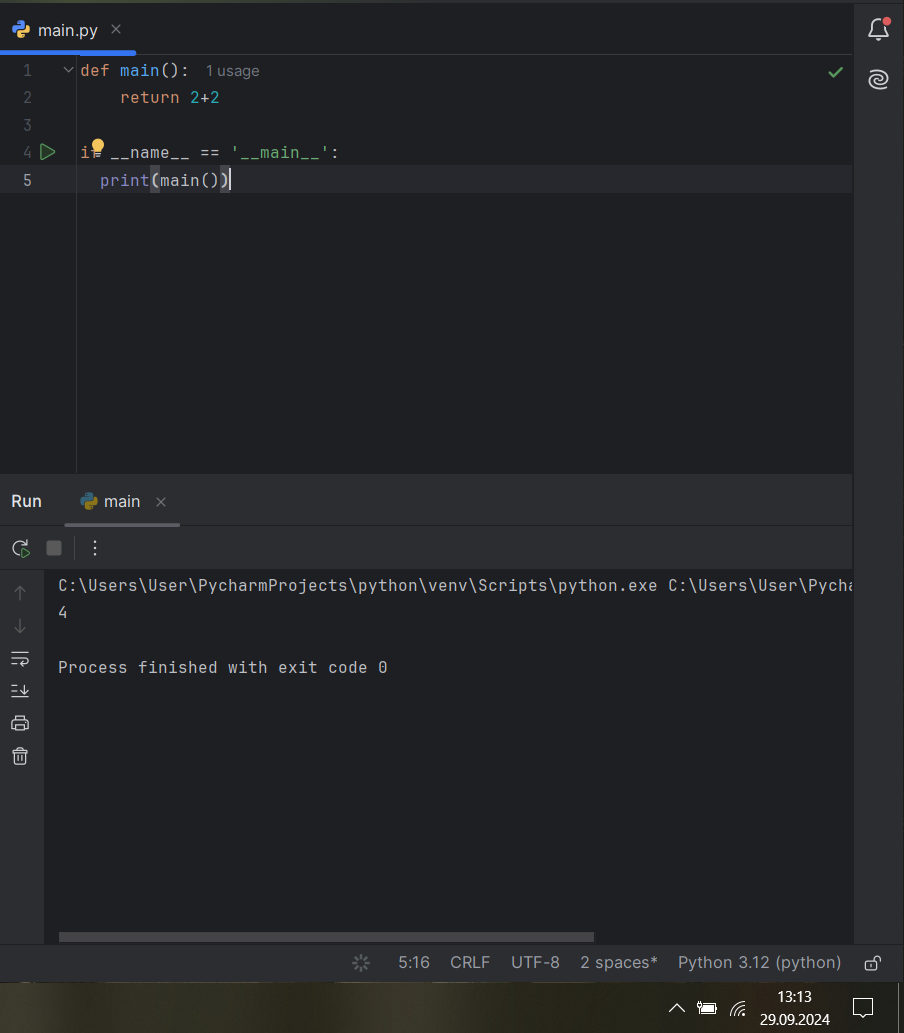 main.py
1 def main(): 1 usage
2     return 2+2
3
4 if __name__ == '__main__':
5   print(main())
Run main
C:\Users\User\PycharmProjects\python\venv\Scripts\python.exe C:\Users\User\Pycha
4
Process finished with exit code 0
5:16 CRLF UTF-8 2 spaces* Python 3.12 (python)
13:13
29.09.2024